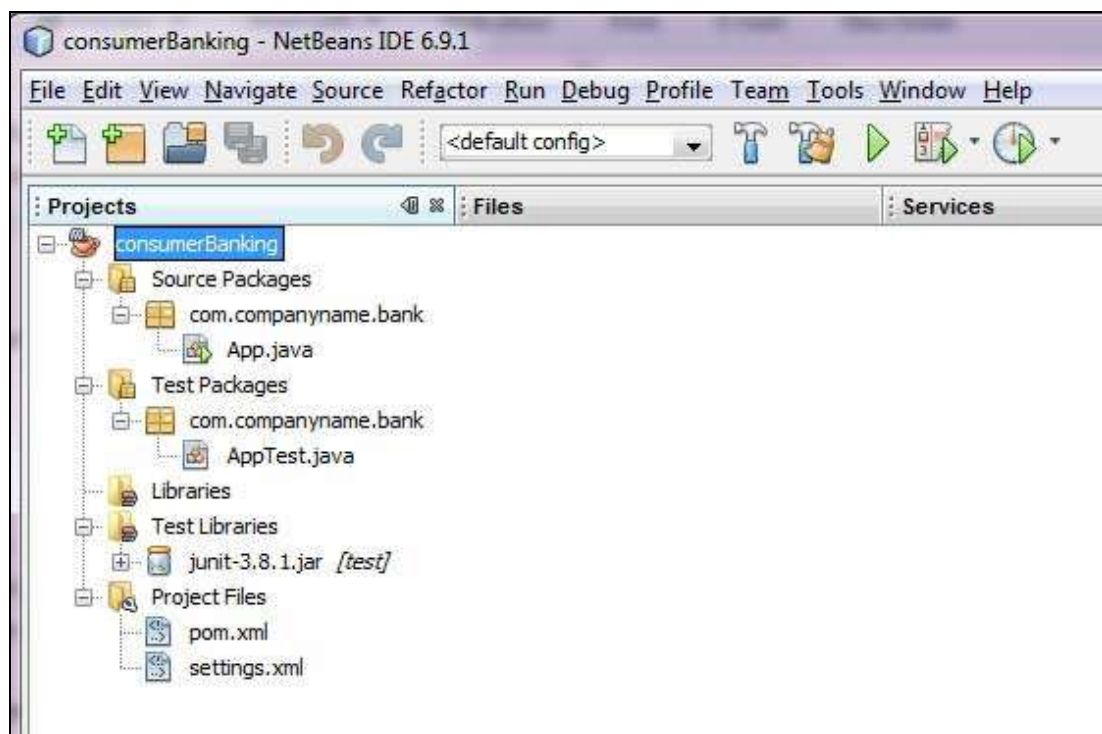 consumerBanking - NetBeans IDE 6.9.1
File Edit View Navigate Source Refactor Run Debug Profile Team Tools Window Help
<default config>
Projects Files Services
consumerBanking
Source Packages
com.companyname.bank
App.java
Test Packages
com.companyname.bank
AppTest.java
Libraries
Test Libraries
junit-3.8.1.jar [test]
Project Files
pom.xml
settings.xml